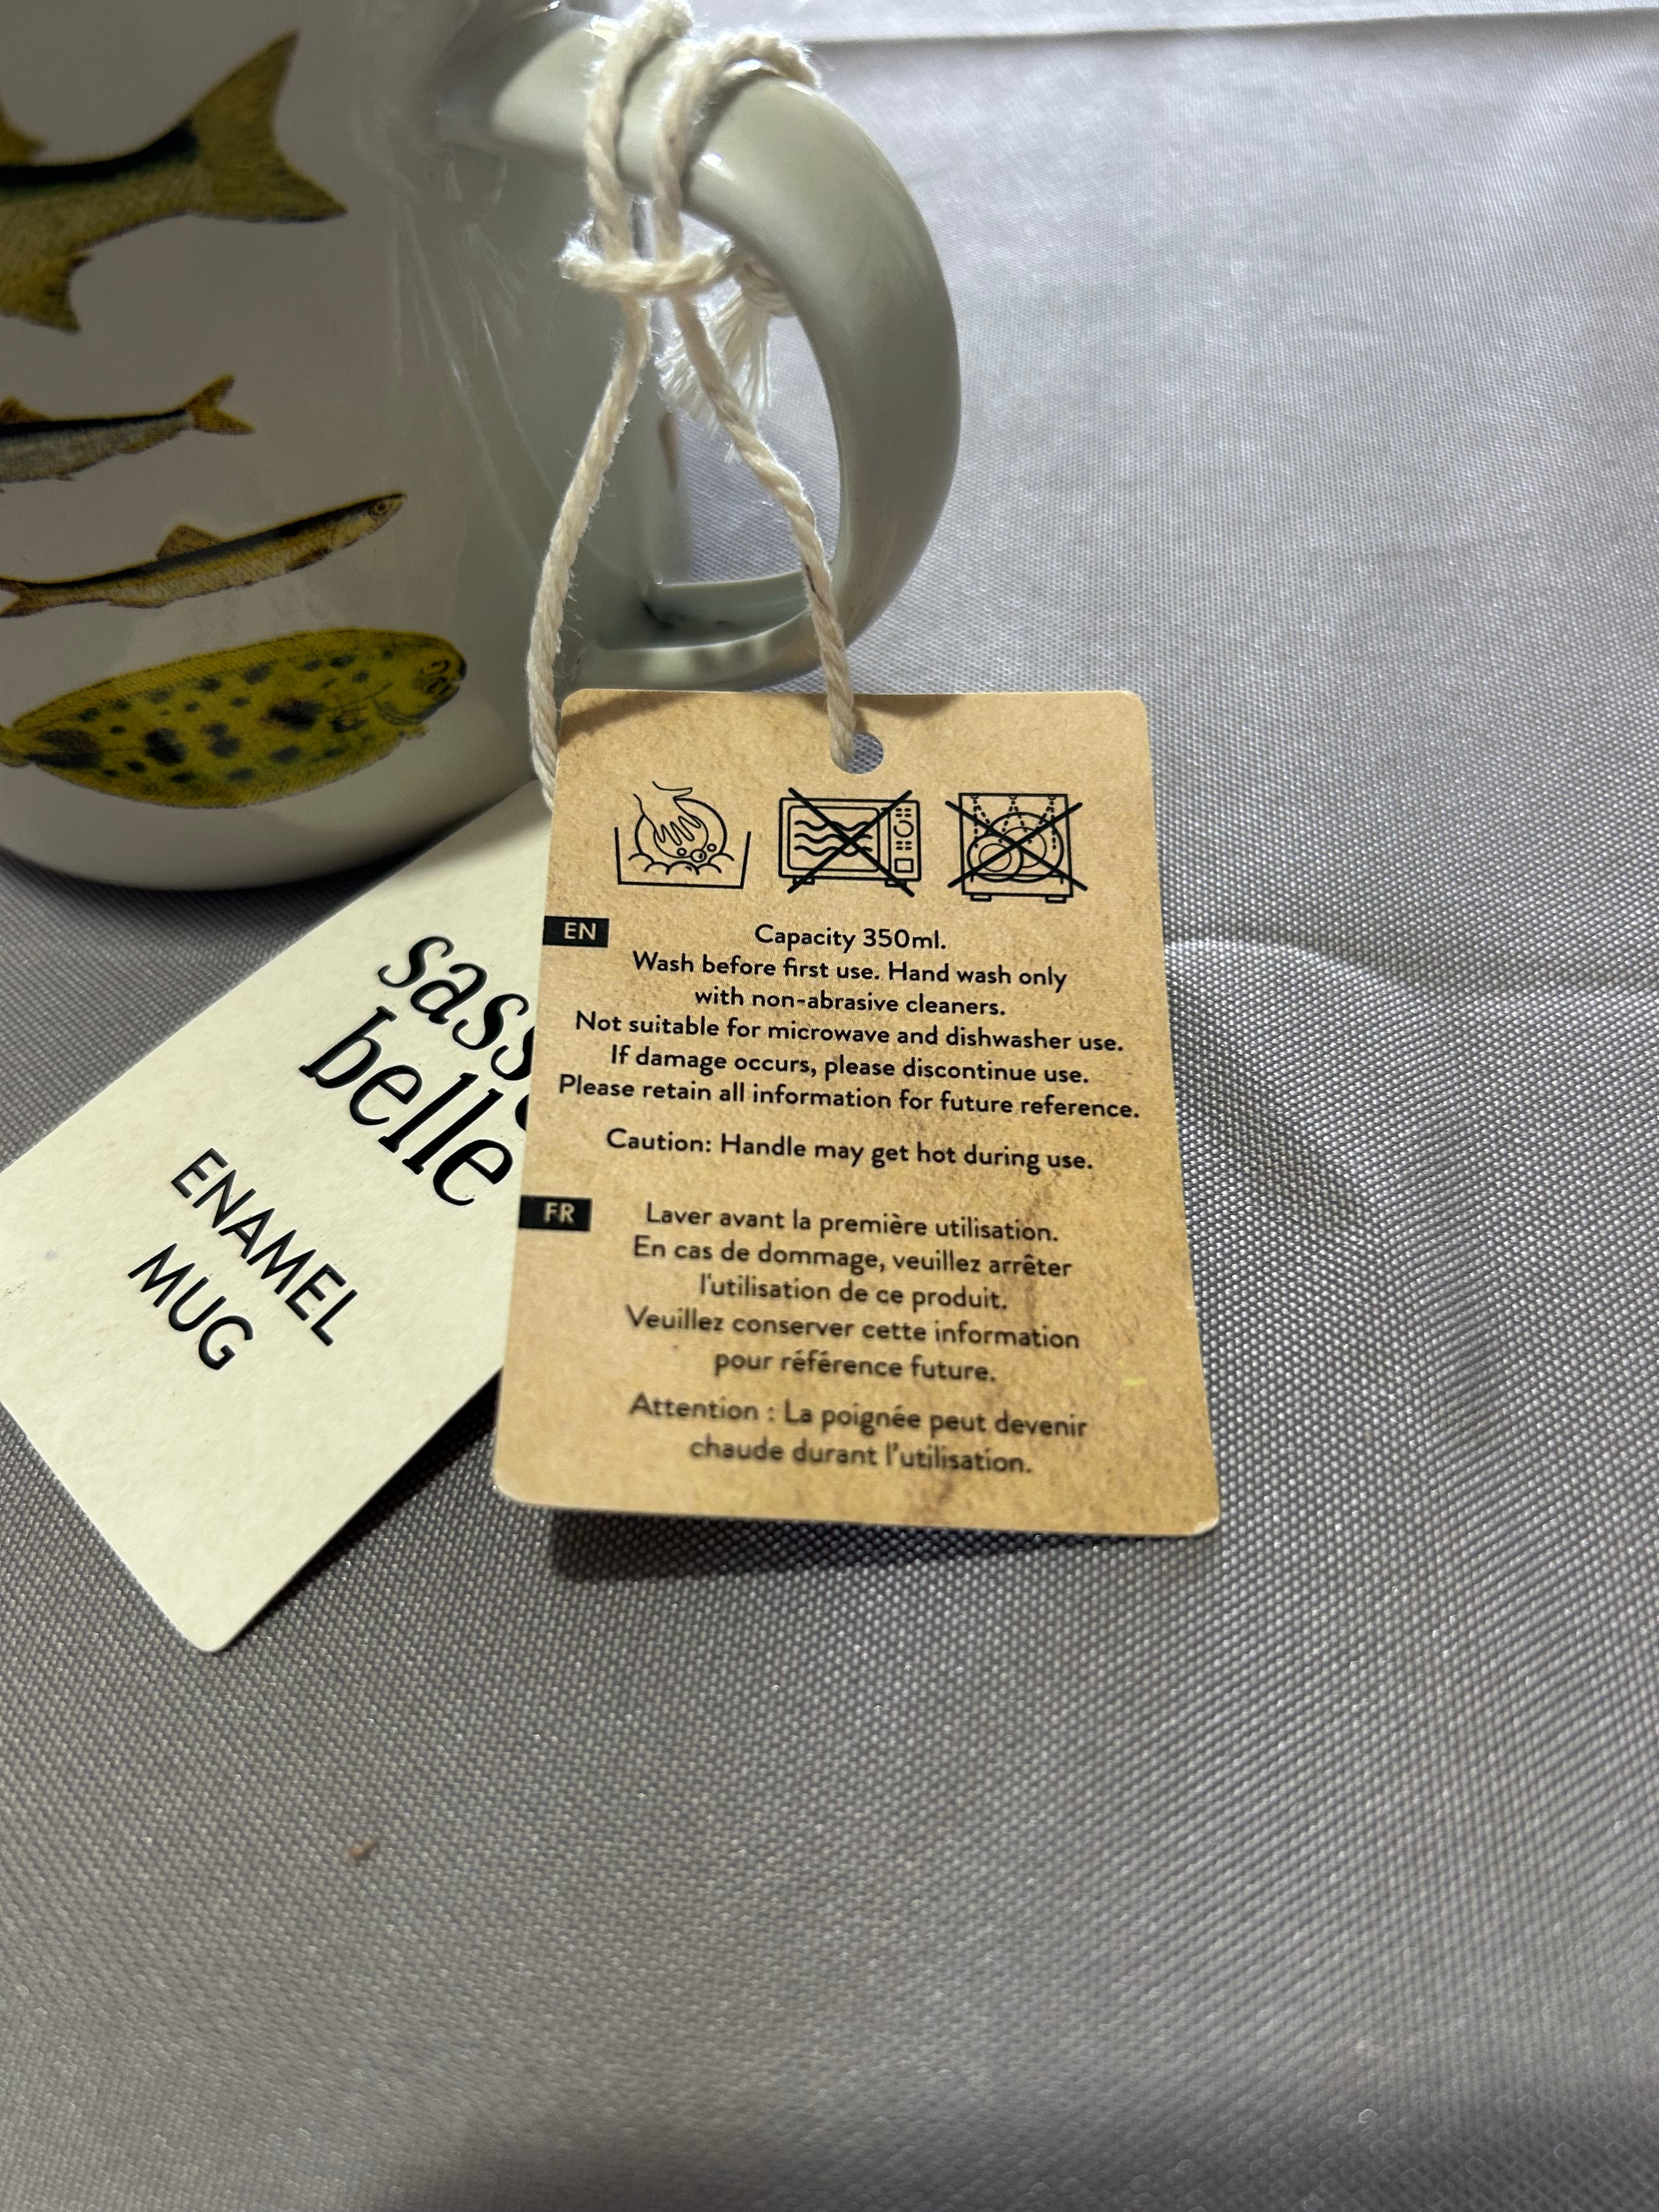 sass
belle
ENAMEL
MUG
EN
Capacity 350ml.
Wash before first use. Hand wash only
with non-abrasive cleaners.
Not suitable for microwave and dishwasher use.
If damage occurs, please discontinue use.
Please retain all information for future reference.
Caution: Handle may get hot during use.
FR
Laver avant la première utilisation.
En cas de dommage, veuillez arrêter
l'utilisation de ce produit.
Veuillez conserver cette information
pour référence future.
Attention : La poignée peut devenir
chaude durant l'utilisation.